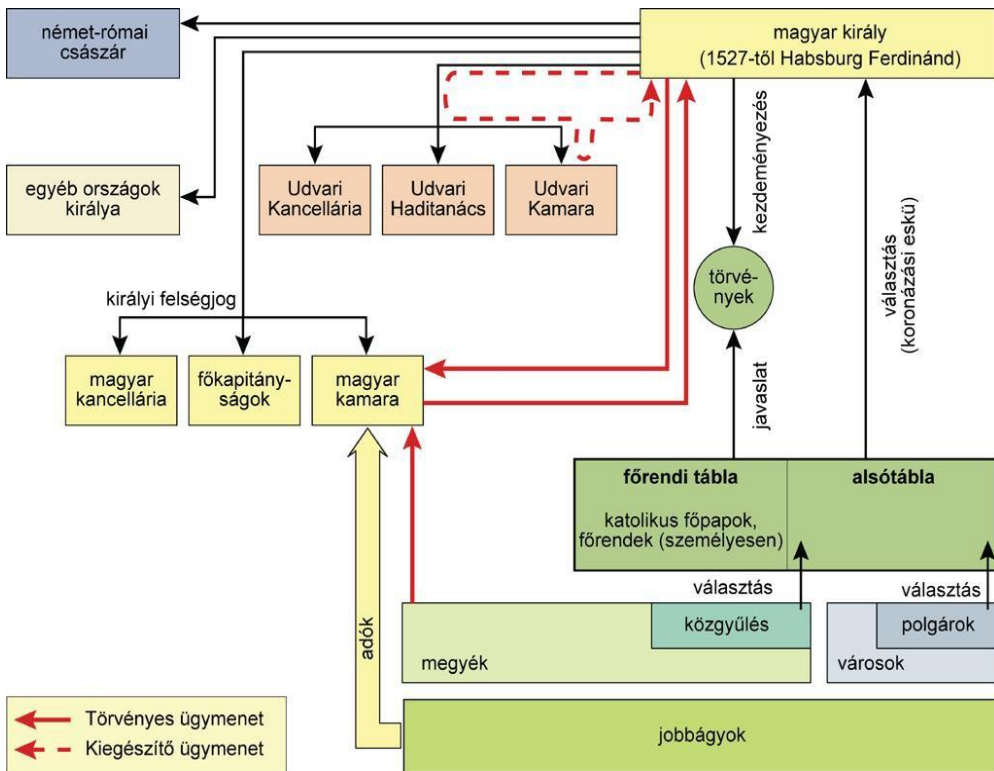 német-római
császár
magyar király
(1527-től Habsburg Ferdinánd)
egyéb országok
királya
Udvari
Kancellária
Udvari
Haditanács
Udvari
Kamara
kezdeményezés
választás
(koronázási eskü)
törvé-
nyek
királyi felségjog
magyar
kancellária
főkapitány-
ságok
magyar
kamara
javaslat
főrendi tábla
katolikus főpapok,
főrendek (személyesen)
alsótábla
választás
választás
közgyűlés
megyék
polgárok
városok
adók
jobbágyok
Törvényes ügymenet
Kiegészítő ügymenet